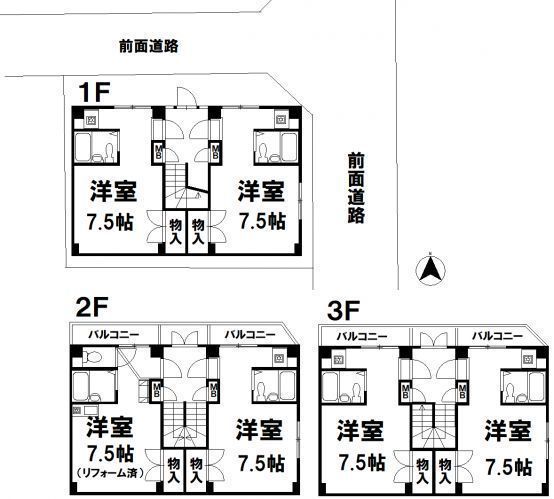 前面道路
1F
MB
MB
洋室
7.5帖
洋室
7.5帖
物入
物入
前面道路
N
2F
バルコニー
バルコニー
MB
MB
洋室
7.5帖
(リフォーム済)
洋室
7.5帖
物入
物入
3F
バルコニー
バルコニー
MB
MB
洋室
7.5帖
洋室
7.5帖
物入
物入